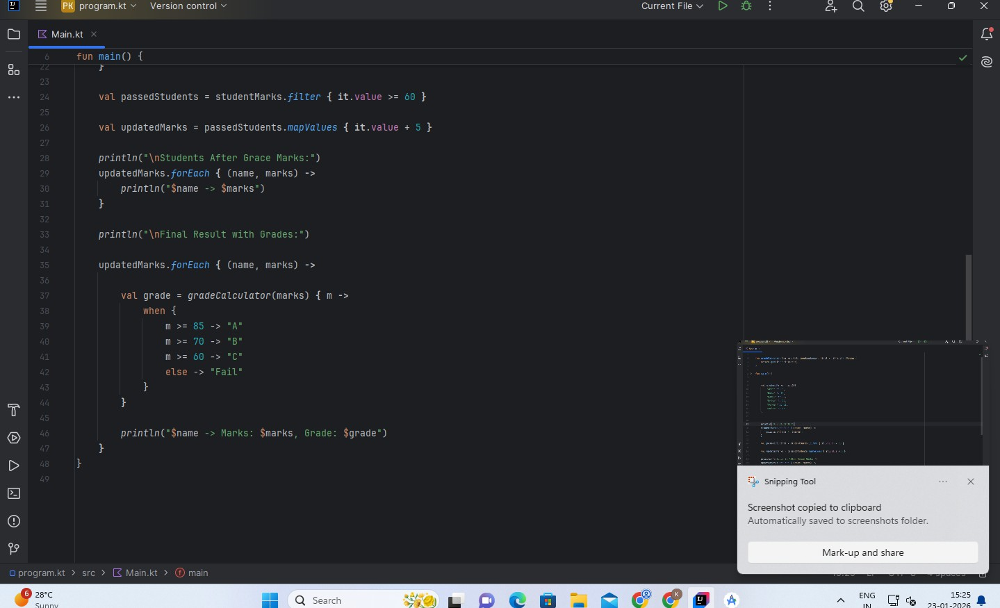 PK program.kt Version control Current File
Main.kt
6 fun main() {
22 }
23
24 val passedStudents = studentMarks.filter { it.value >= 60 }
25
26 val updatedMarks = passedStudents.mapValues { it.value + 5 }
27
28 println("\nStudents After Grace Marks:")
29 updatedMarks.forEach { (name, marks) ->
30 println("$name -> $marks")
31 }
32
33 println("\nFinal Result with Grades:")
34
35 updatedMarks.forEach { (name, marks) ->
36
37 val grade = gradeCalculator(marks) { m ->
38 when {
39 m >= 85 -> "A"
40 m >= 70 -> "B"
41 m >= 60 -> "C"
42 else -> "Fail"
43 }
44 }
45
46 println("$name -> Marks: $marks, Grade: $grade")
47 }
48 }
49
Snipping Tool
Screenshot copied to clipboard
Automatically saved to screenshots folder.
Mark-up and share
program.kt > src > Main.kt > main
6 28°C
Sunny
Search
ENG
IN
15:25
23-01-2026